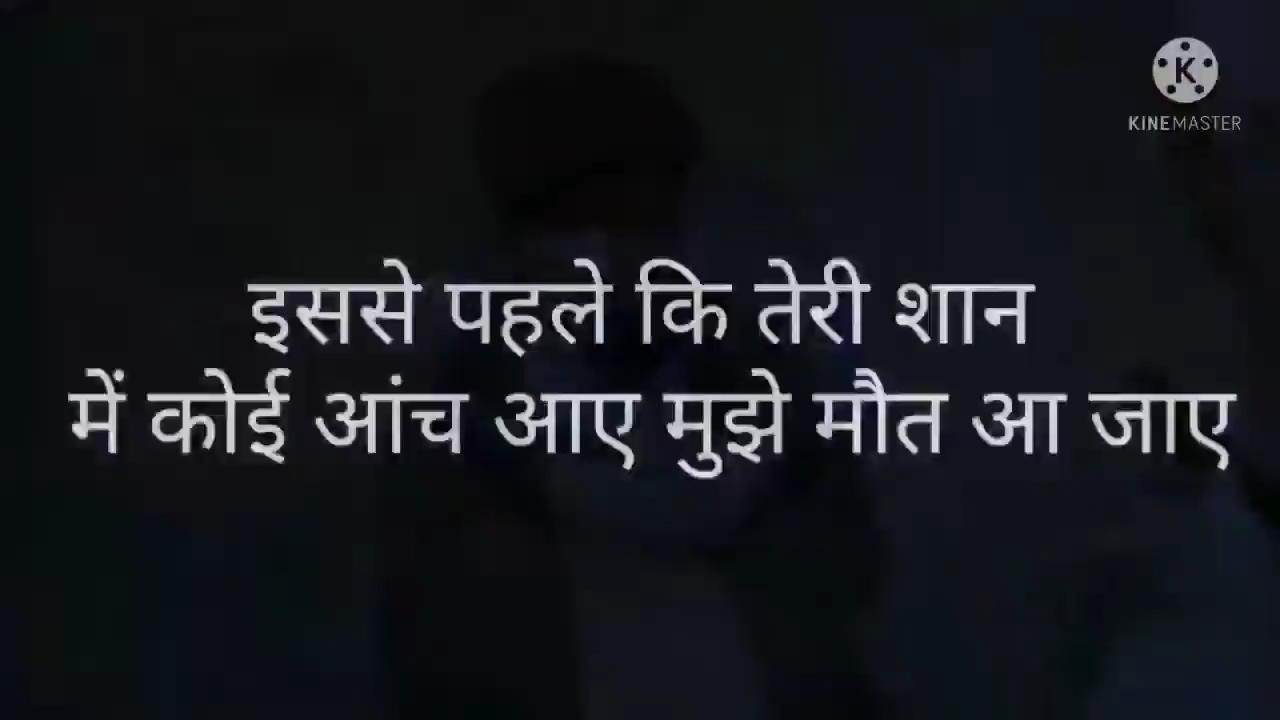 K
KINEMASTER
इससे पहले कि तेरी शान
में कोई आंच आए मुझे मौत आ जाए